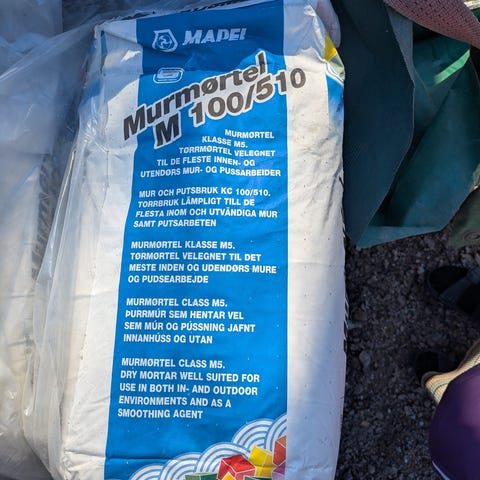 MAPEI
Murmørtel
M 100/510
MURMØRTEL
KLASSE M5.
TØRRMØRTEL VELEGNET
TIL DE FLESTE INNEN- OG
UTENDØRS MUR- OG PUSSARBEIDER
MUR OCH PUTSBRUK KC 100/510.
TORRBRUK LÄMPLIGT TILL DE
FLESTA INOM OCH UTVÄNDIGA MUR
SAMT PUTSARBETEN
MURMØRTEL KLASSE M5.
TØRMØRTEL VELEGNET TIL DET
MESTE INDEN OG UDENDØRS MURE
OG PUDSEARBEJDE
MURMØRTEL CLASS M5.
ÞURRMÚR SEM HENTAR VEL
SEM MÚR OG PÚSSNING JAFNT
INNANHÚSS OG UTAN
MURMØRTEL CLASS M5.
DRY MORTAR WELL SUITED FOR
USE IN BOTH IN- AND OUTDOOR
ENVIRONMENTS AND AS A
SMOOTHING AGENT